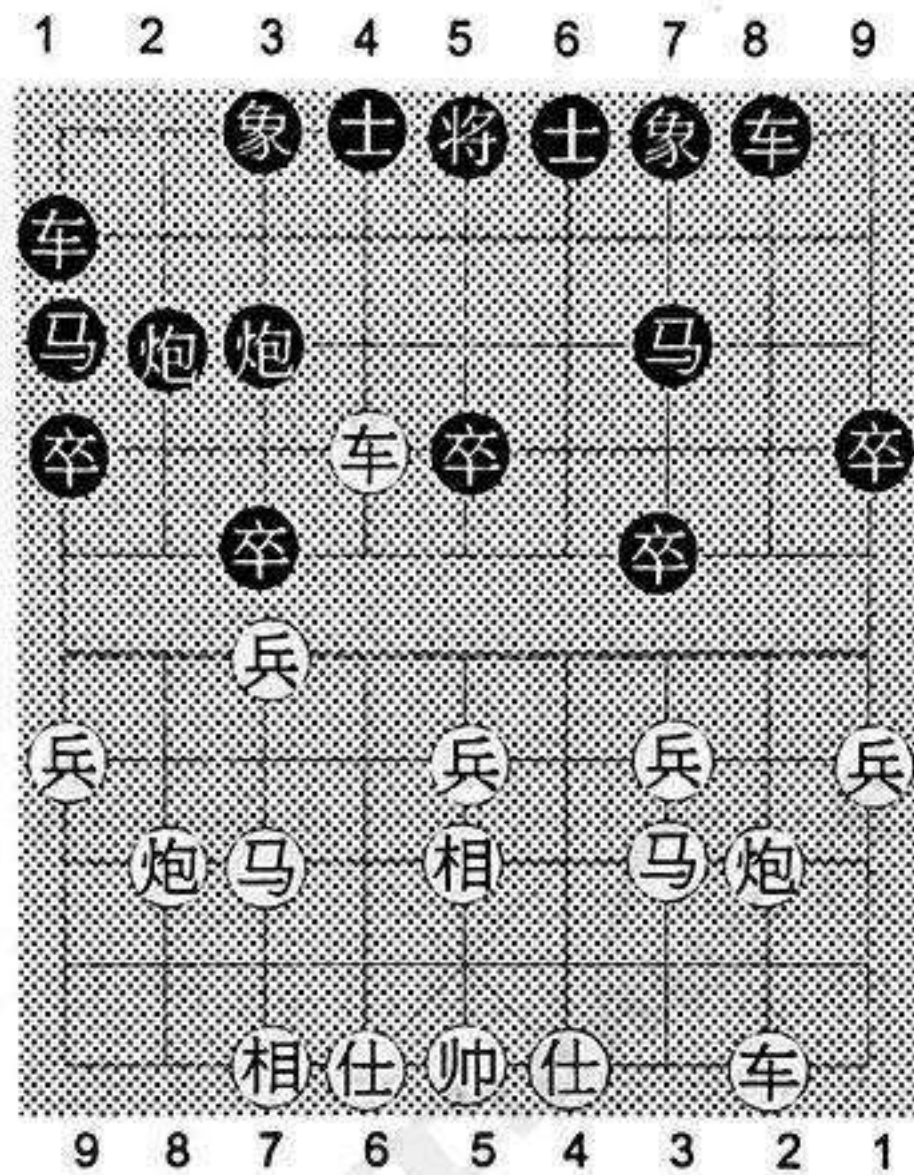 1 2 3 4 5 6 7 8 9
象 士 将 士 象 车
车
马 炮 炮 马
卒 车 卒 卒
卒 卒
兵
兵 兵 兵 兵
炮 马 相 马 炮
相 仕 帅 仕 车
9 8 7 6 5 4 3 2 1